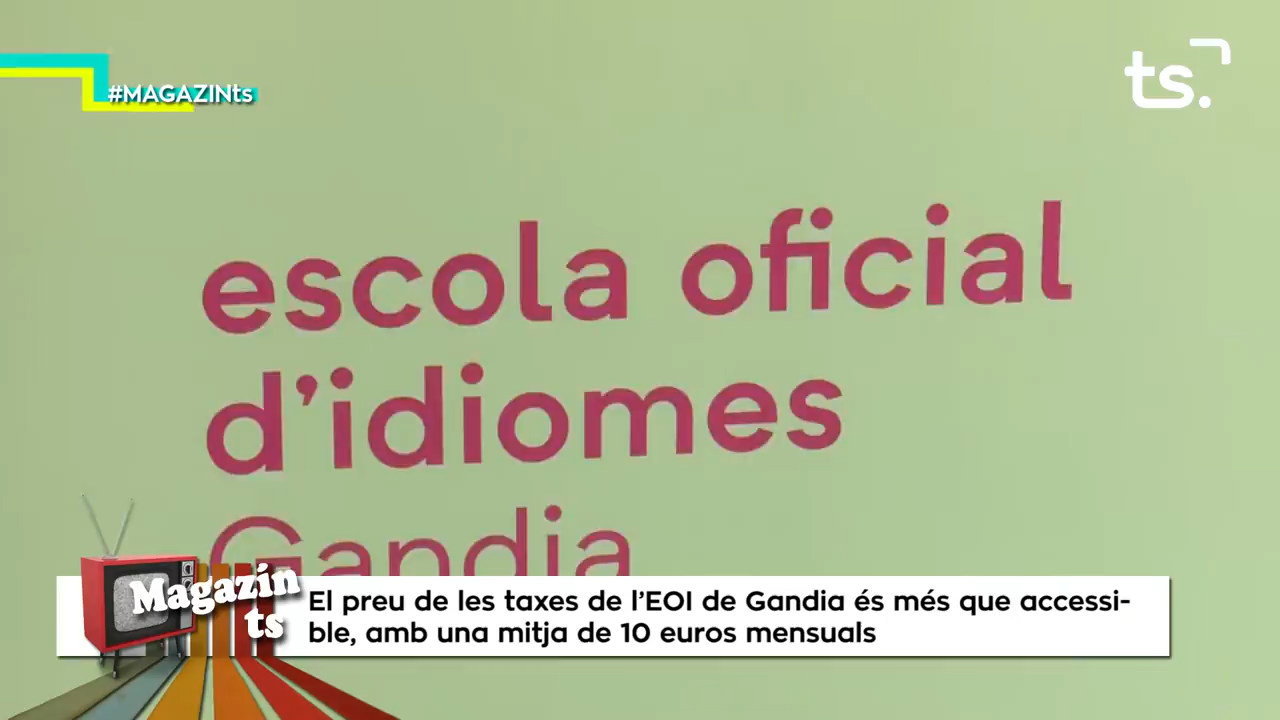 #MAGAZINts
ts.
escola oficial
d'idiomes
Gandia
Magazin
ts
El preu de les taxes de l'EOI de Gandia és més que accessi-
ble, amb una mitja de 10 euros mensuals